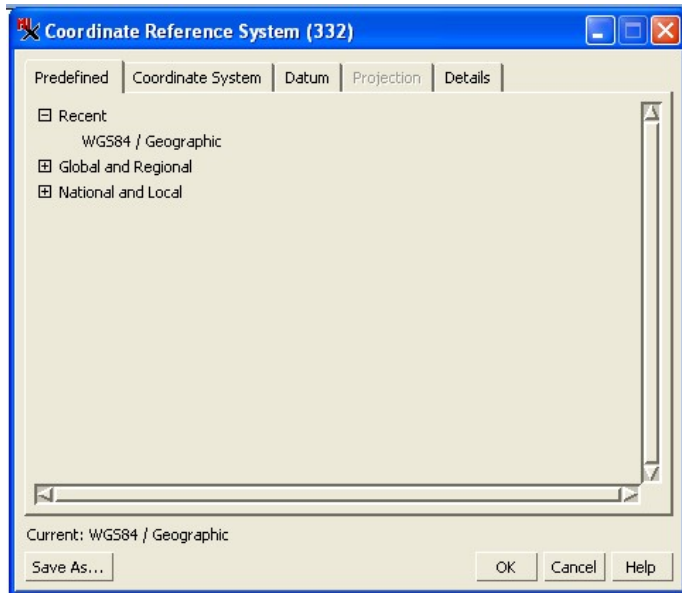 Coordinate Reference System (332)
Predefined Coordinate System Datum Projection Details
Recent
WGS84 / Geographic
Global and Regional
National and Local
Current: WGS84 / Geographic
Save As... OK Cancel Help